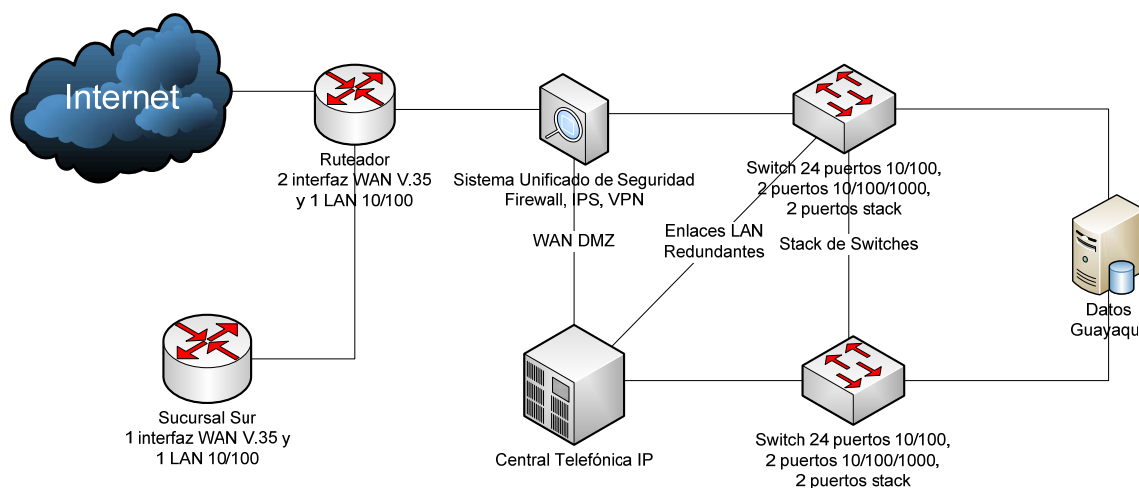 Internet
Ruteador
2 interfaz WAN V.35
y 1 LAN 10/100
Sistema Unificado de Seguridad
Firewall, IPS, VPN
WAN DMZ
Enlaces LAN
Redundantes
Switch 24 puertos 10/100,
2 puertos 10/100/1000,
2 puertos stack
Stack de Switches
Datos
Guayaqu
Sucursal Sur
1 interfaz WAN V.35 y
1 LAN 10/100
Central Telefónica IP
Switch 24 puertos 10/100,
2 puertos 10/100/1000,
2 puertos stack